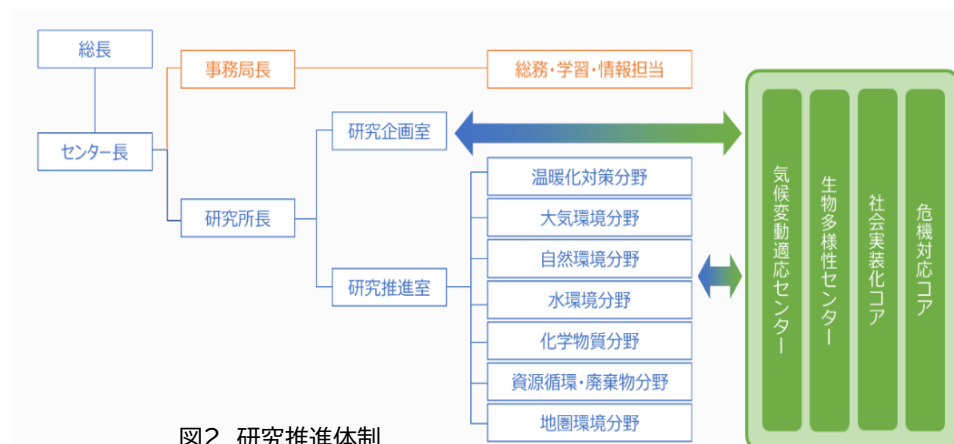 総長
事務局長
総務・学習・情報担当
センター長
研究企画室
研究所長
研究推進室
温暖化対策分野
大気環境分野
自然環境分野
水環境分野
化学物質分野
資源循環・廃棄物分野
地圏環境分野
気候変動適応センター
生物多様性センター
社会実装化コア
危機対応コア
図2 研究推進体制